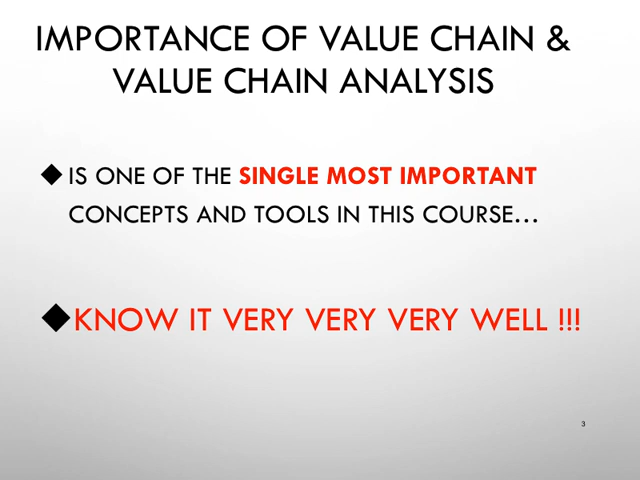 IMPORTANCE OF VALUE CHAIN &
VALUE CHAIN ANALYSIS
◆ IS ONE OF THE SINGLE MOST IMPORTANT
CONCEPTS AND TOOLS IN THIS COURSE…
◆KNOW IT VERY VERY VERY WELL !!!
3